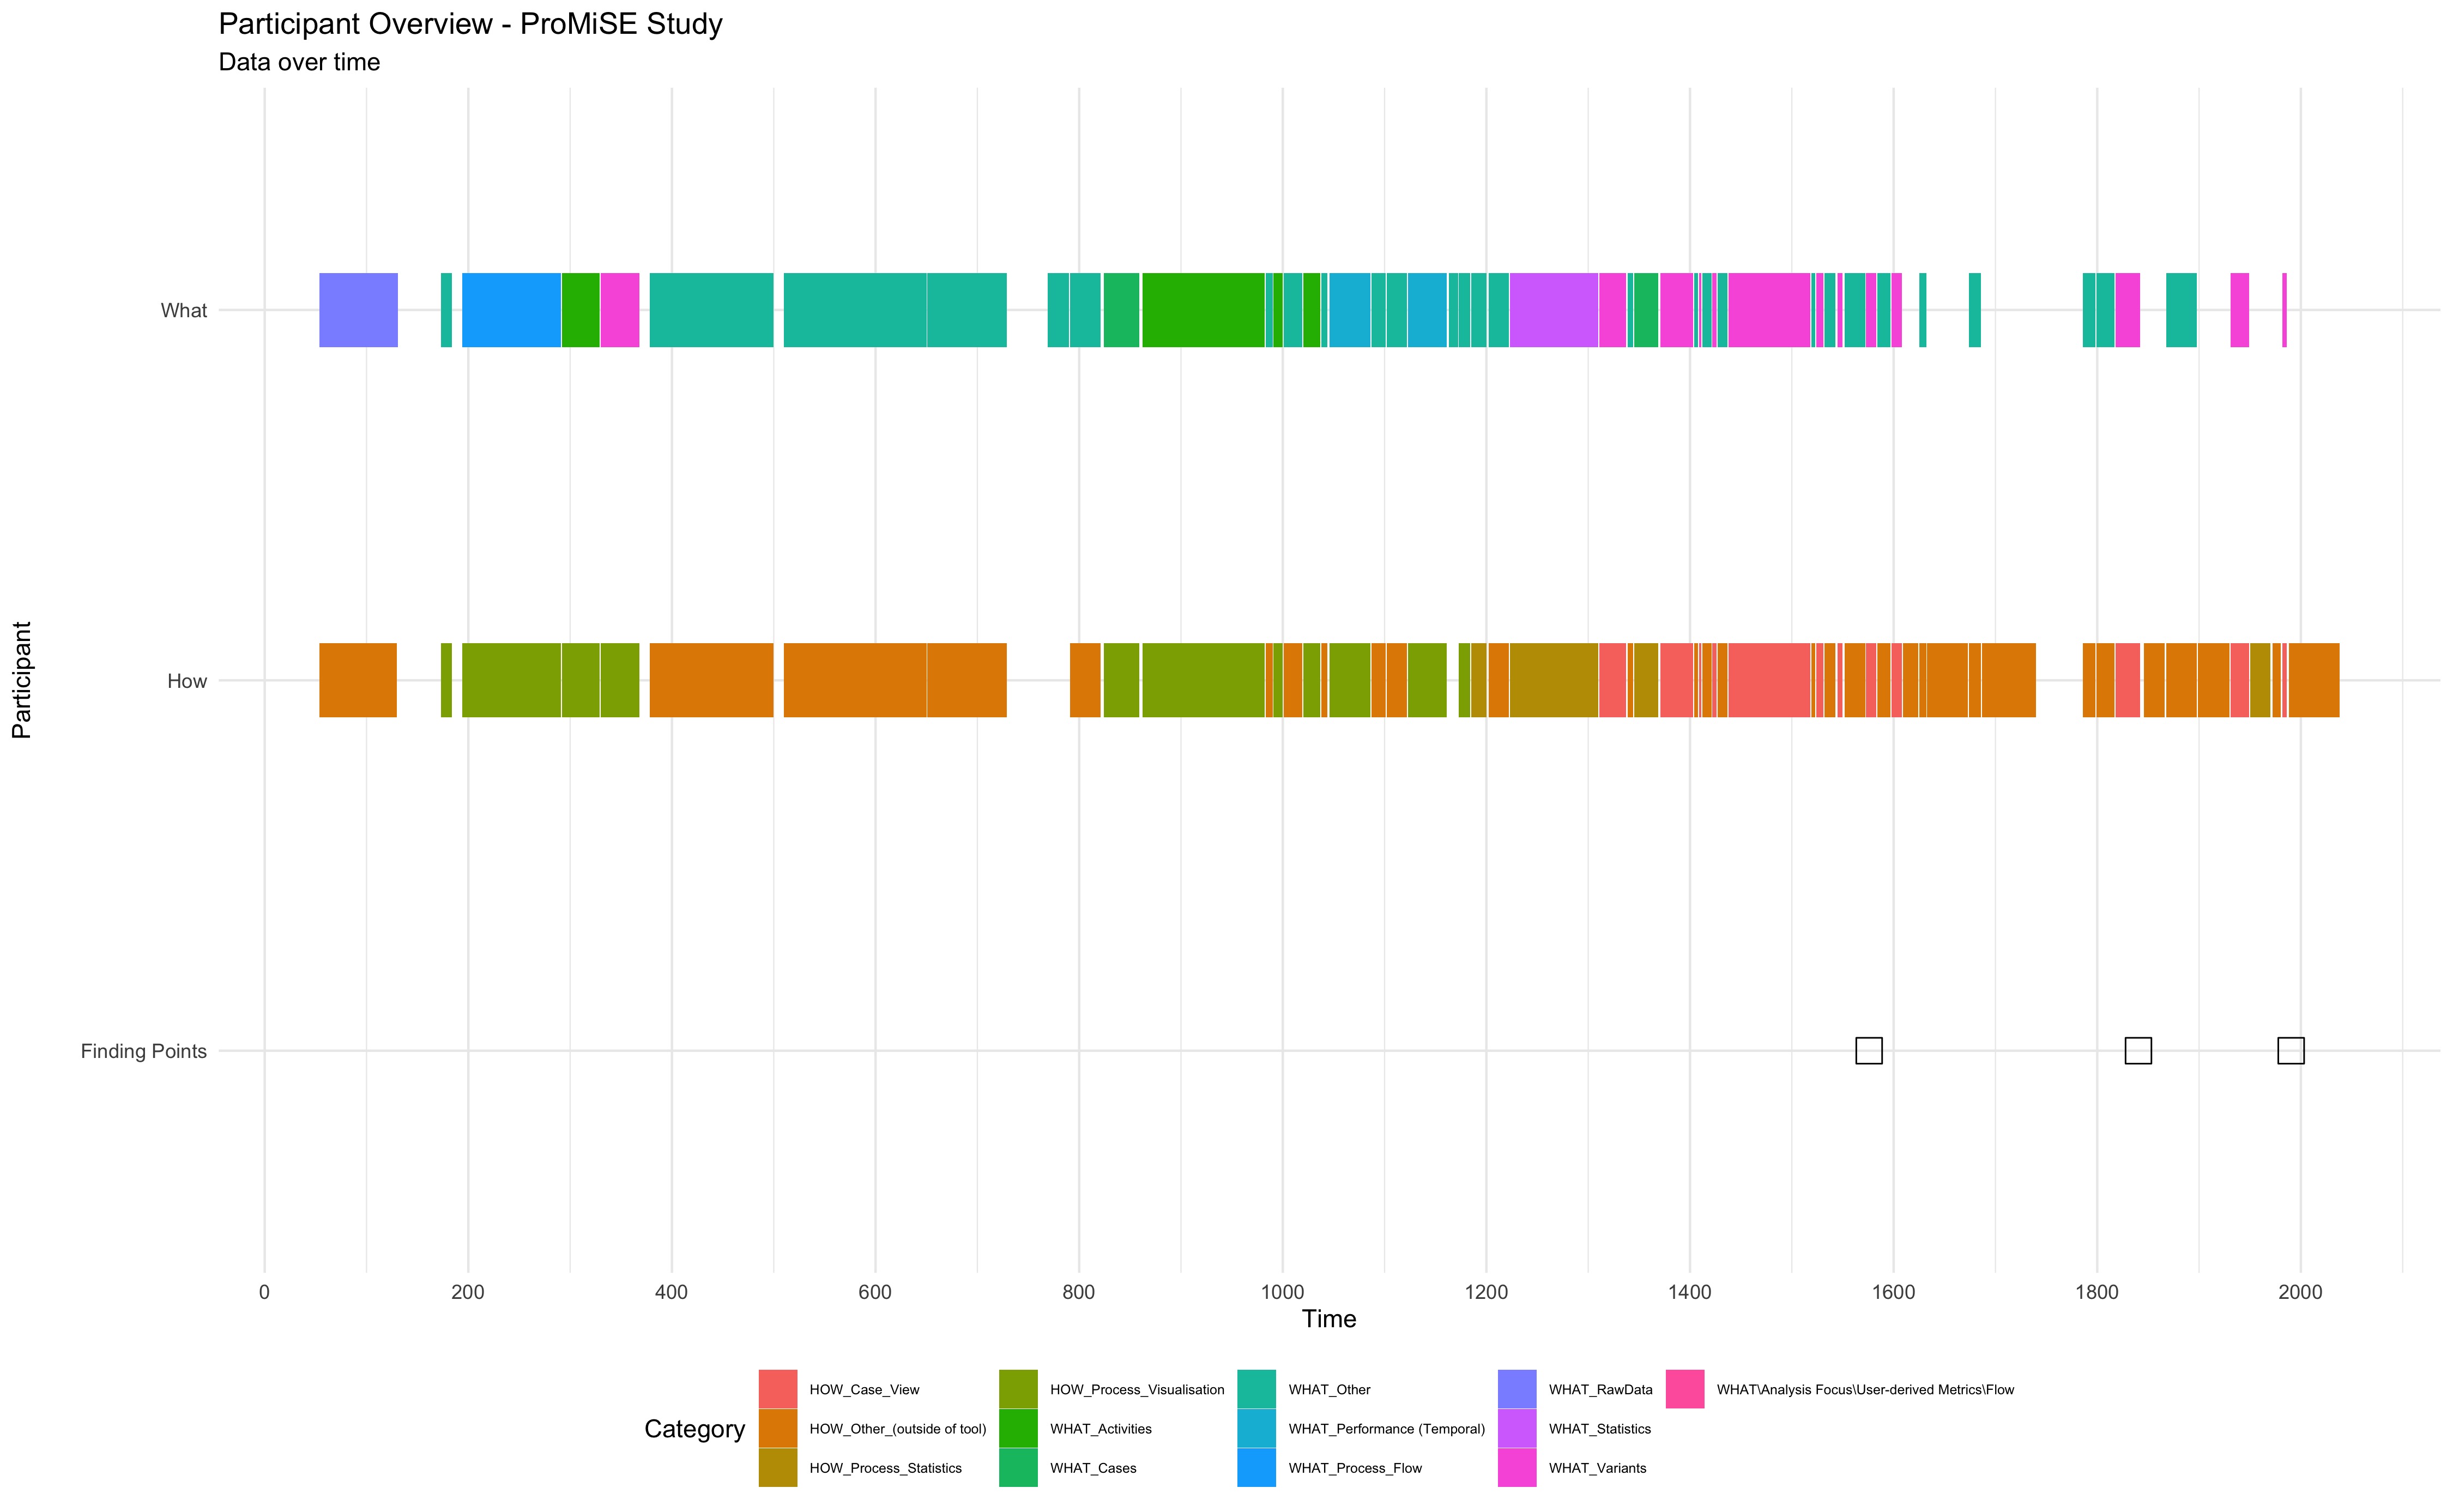 Participant Overview - ProMiSE Study
Data over time
Participant
What
How
Finding Points
0 200 400 600 800 1000 1200 1400 1600 1800 2000
Time
Category
HOW_Case_View
HOW_Other_(outside of tool)
HOW_Process_Statistics
HOW_Process_Visualisation
WHAT_Activities
WHAT_Cases
WHAT_Other
WHAT_Performance (Temporal)
WHAT_Process_Flow
WHAT_RawData
WHAT_Statistics
WHAT_Variants
WHAT\Analysis Focus\User-derived Metrics\Flow